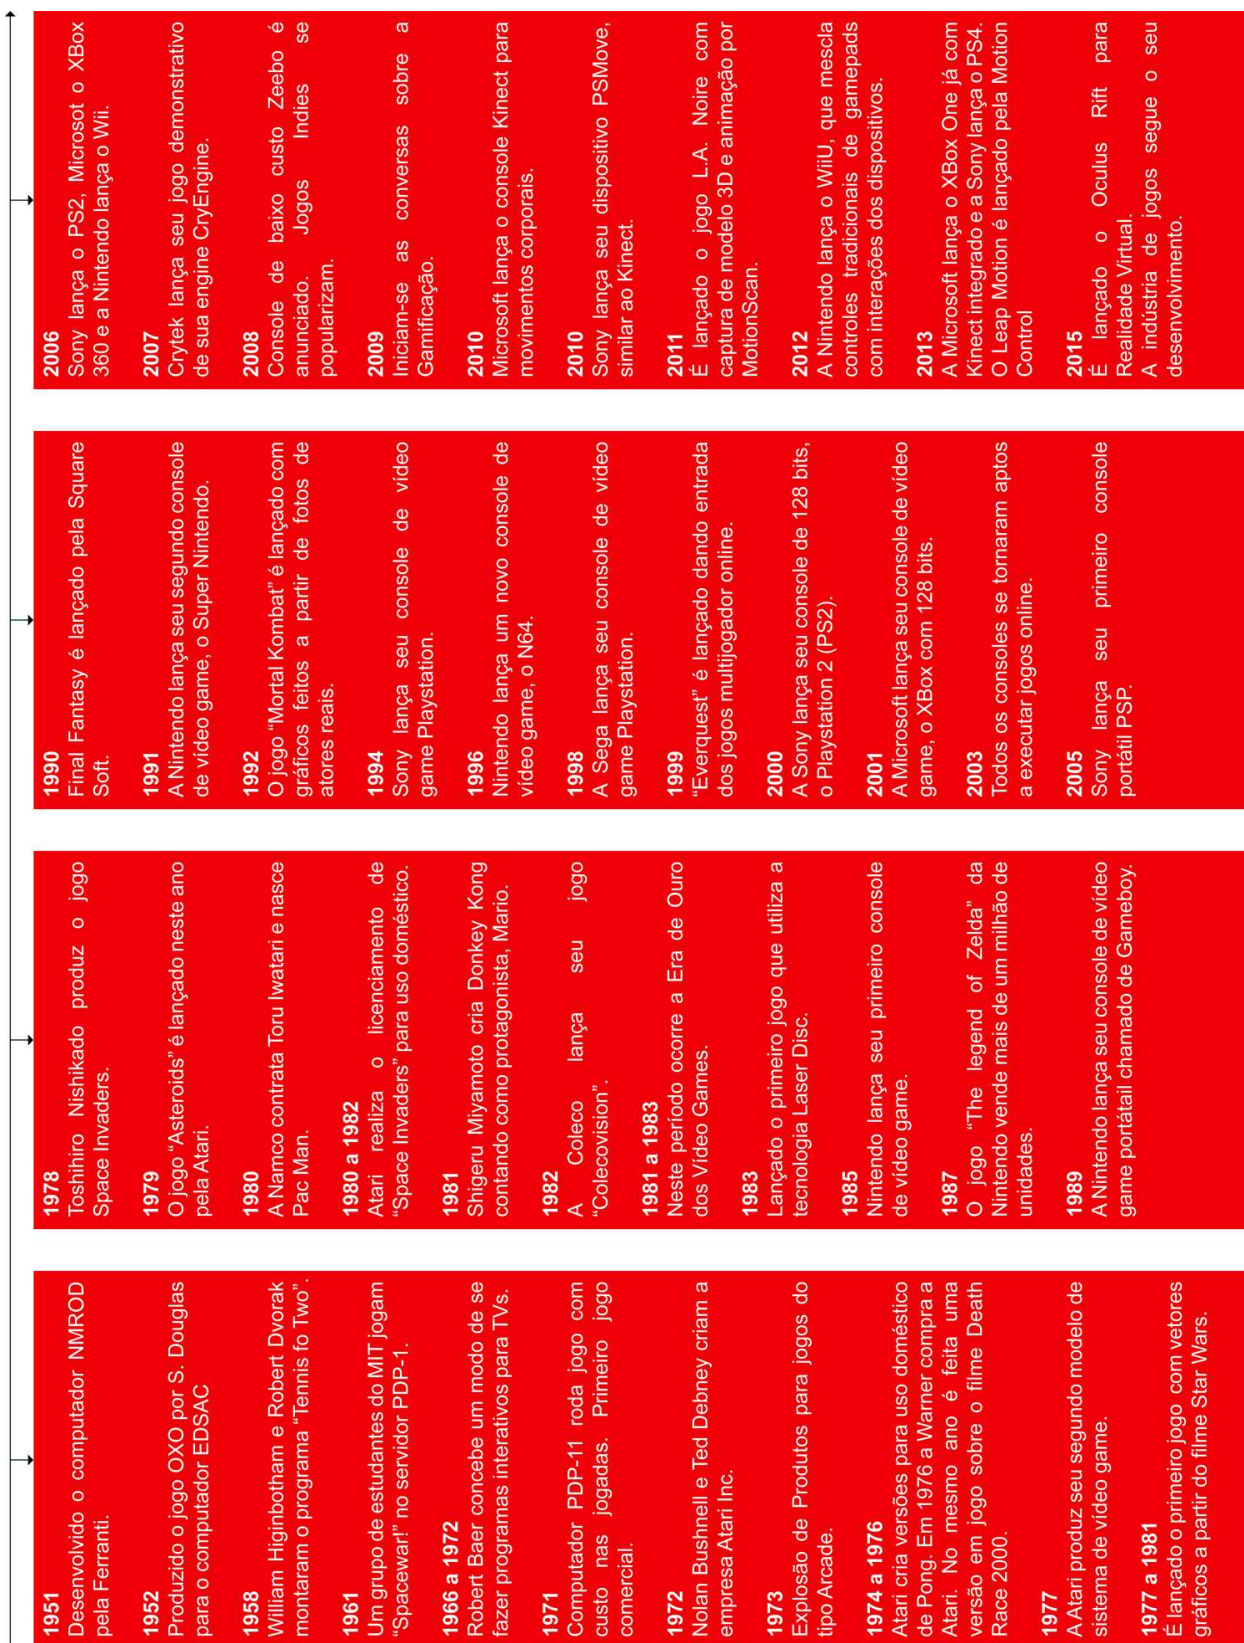 1951
Desenvolvido o computador NMROD
pela Ferranti.
1952
Produzido o jogo OXO por S. Douglas
para o computador EDSAC
1958
William Higinbotham e Robert Dvorak
montaram o programa “Tennis fo Two”.
1961
Um grupo de estudantes do MIT jogam
“Spacewar!” no servidor PDP-1.
1966 a 1972
Robert Baer concebe um modo de se
fazer programas interativos para TVs.
1971
Computador PDP-11 roda jogo com
custo nas jogadas. Primeiro jogo
comercial.
1972
Nolan Bushnell e Ted Debney criam a
empresa Atari Inc.
1973
Explosão de Produtos para jogos do
tipo Arcade.
1974 a 1976
Atari cria versões para uso doméstico
de Pong. Em 1976 a Warner compra a
Atari. No mesmo ano é feita uma
versão em jogo sobre o filme Death
Race 2000.
1977
A Atari produz seu segundo modelo de
sistema de vídeo game.
1977 a 1981
É lançado o primeiro jogo com vetores
gráficos a partir do filme Star Wars.
1978
Toshihiro Nishikado produz o jogo
Space Invaders.
1979
O jogo “Asteroids” é lançado neste ano
pela Atari.
1980
A Namco contrata Toru Iwatari e nasce
Pac Man.
1980 a 1982
Atari realiza o licenciamento de
“Space Invaders” para uso doméstico.
1981
Shigeru Miyamoto cria Donkey Kong
contando como protagonista, Mario.
1982
A Coleco lança seu jogo
“Colecovision”.
1981 a 1983
Neste período ocorre a Era de Ouro
dos Vídeo Games.
1983
Lançado o primeiro jogo que utiliza a
tecnologia Laser Disc.
1985
Nintendo lança seu primeiro console
de vídeo game.
1987
O jogo “The legend of Zelda” da
Nintendo vende mais de um milhão de
unidades.
1989
A Nintendo lança seu console de vídeo
game portátail chamado de Gameboy.
1990
Final Fantasy é lançado pela Square
Soft.
1991
A Nintendo lança seu segundo console
de vídeo game, o Super Nintendo.
1992
O jogo “Mortal Kombat” é lançado com
gráficos feitos a partir de fotos de
atores reais.
1994
Sony lança seu console de vídeo
game Playstation.
1996
Nintendo lança um novo console de
vídeo game, o N64.
1998
A Sega lança seu console de vídeo
game Playstation.
1999
“Everquest” é lançado dando entrada
dos jogos multijogador online.
2000
A Sony lança seu console de 128 bits,
o Playstation 2 (PS2).
2001
A Microsoft lança seu console de vídeo
game, o XBox com 128 bits.
2003
Todos os consoles se tornaram aptos
a executar jogos online.
2005
Sony lança seu primeiro console
portátil PSP.
2006
Sony lança o PS2, Microsot o XBox
360 e a Nintendo lança o Wii.
2007
Crytek lança seu jogo demonstrativo
de sua engine CryEngine.
2008
Console de baixo custo Zeebo é
anunciado. Jogos Indies se
popularizam.
2009
Iniciam-se as conversas sobre a
Gamificação.
2010
Microsoft lança o console Kinect para
movimentos corporais.
2010
Sony lança seu dispositivo PSMove,
similar ao Kinect.
2011
É lançado o jogo L.A. Noire com
captura de modelo 3D e animação por
MotionScan.
2012
A Nintendo lança o WiiU, que mescla
controles tradicionais de gamepads
com interações dos dispositivos.
2013
A Microsoft lança o XBox One já com
Kinect integrado e a Sony lança o PS4.
O Leap Motion é lançado pela Motion
Control
2015
É lançado o Oculus Rift para
Realidade Virtual.
A indústria de jogos segue o seu
desenvolvimento.